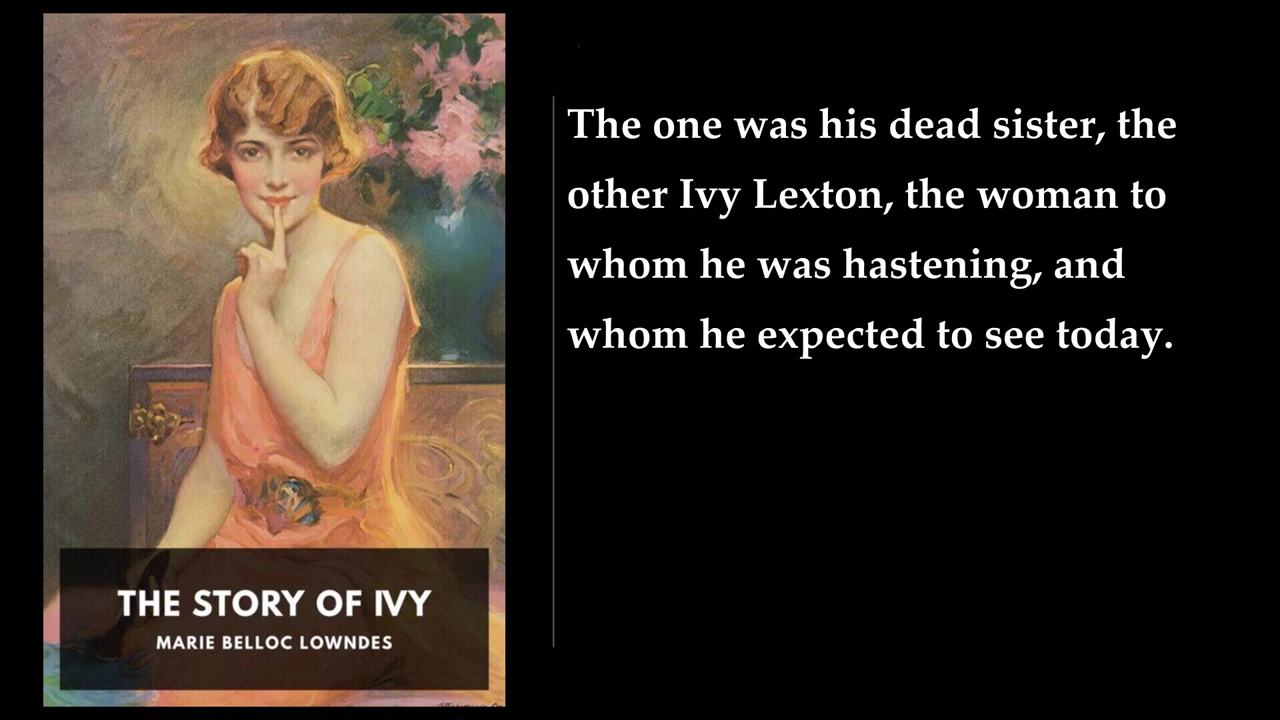 THE STORY OF IVY
MARIE BELLOC LOWNDES
The one was his dead sister, the
other Ivy Lexton, the woman to
whom he was hastening, and
whom he expected to see today.